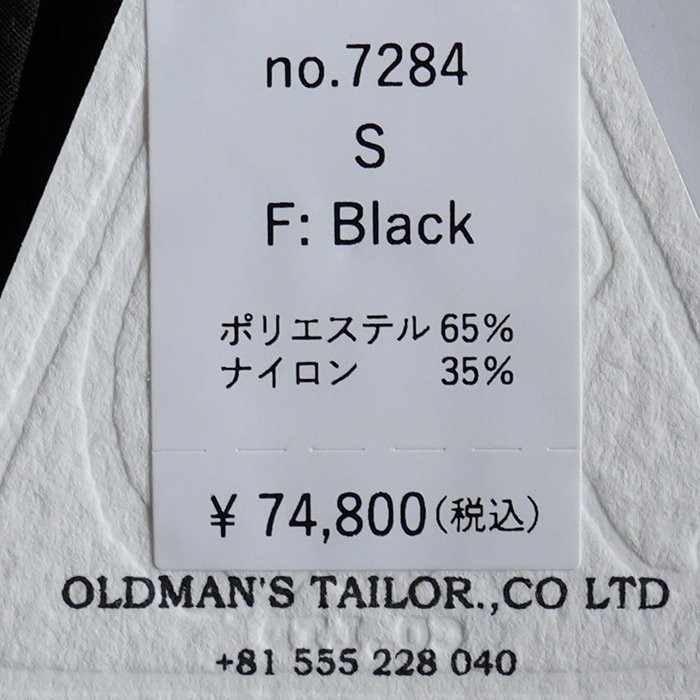 no.7284
S
F: Black
ポリエステル 65%
ナイロン 35%
¥ 74,800(税込)
OLDMAN'S TAILOR.,CO LTD
+81 555 228 040